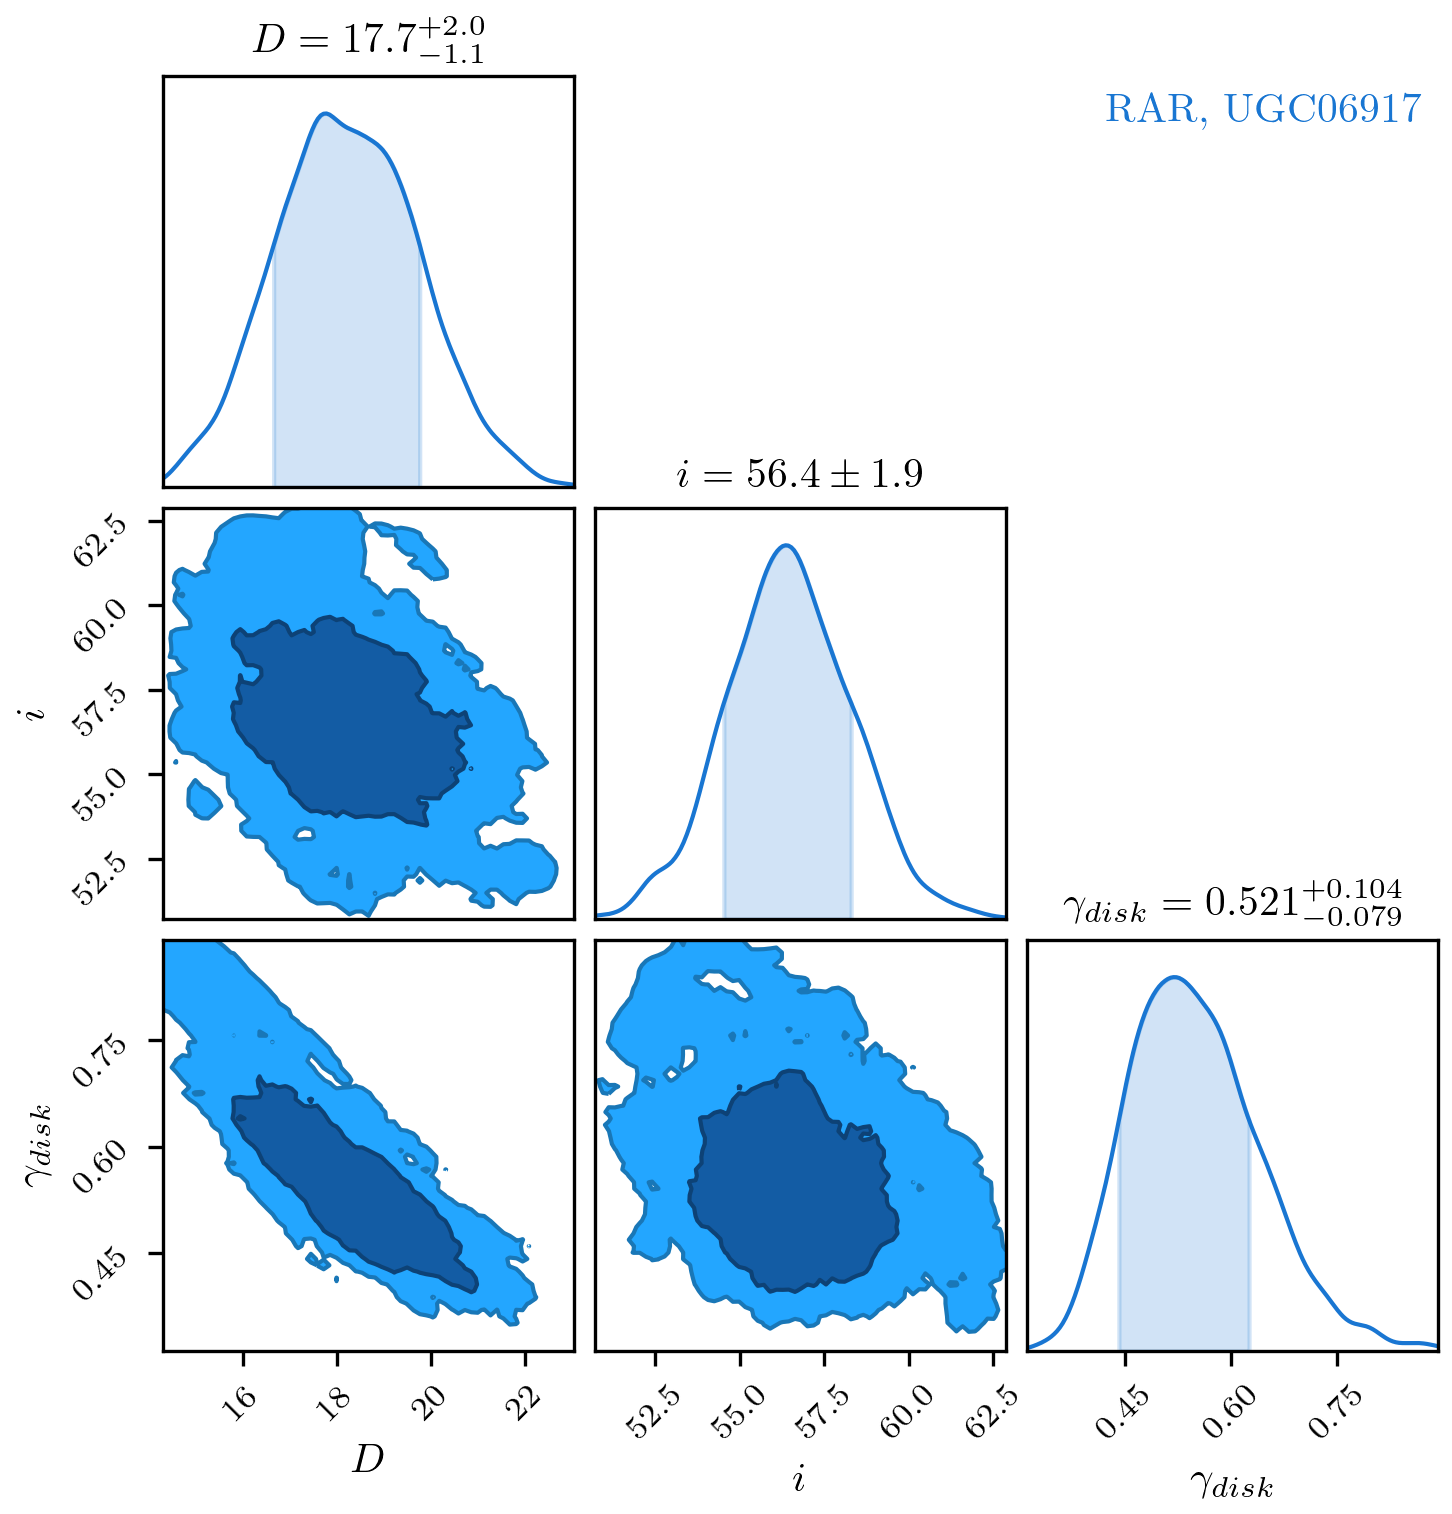 D = 17.7^{+2.0}_{-1.1}
RAR, UGC06917
i = 56.4 ± 1.9
62.5
60.0
57.5
55.0
52.5
i
γ_{disk} = 0.521^{+0.104}_{-0.079}
0.75
0.60
0.45
γ_{disk}
16 18 20 22
52.5 55.0 57.5 60.0 62.5
0.45 0.60 0.75
D
i
γ_{disk}